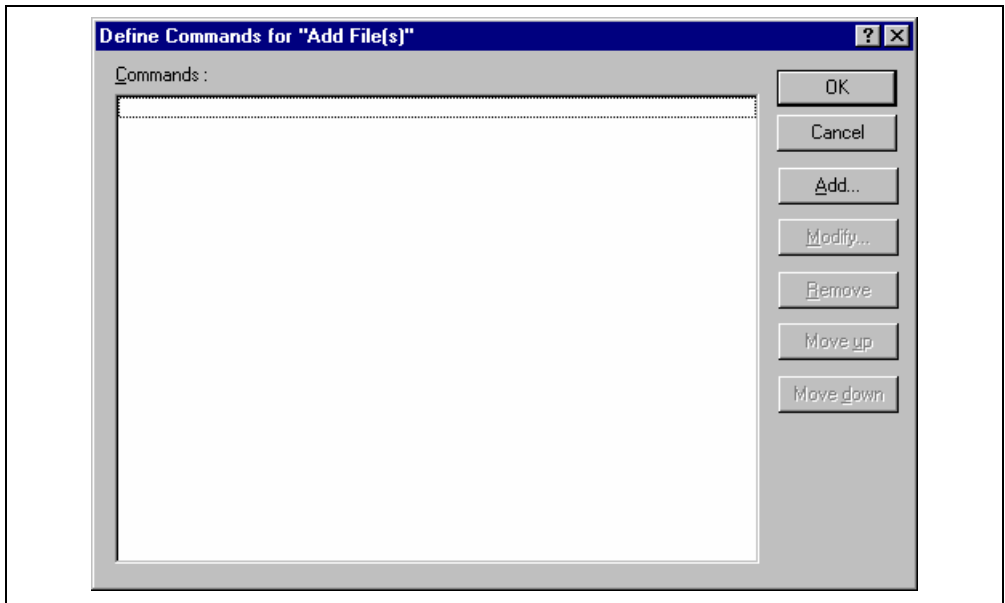 Define Commands for "Add File(s)"
Commands :
OK
Cancel
Add...
Modify...
Remove
Move up
Move down